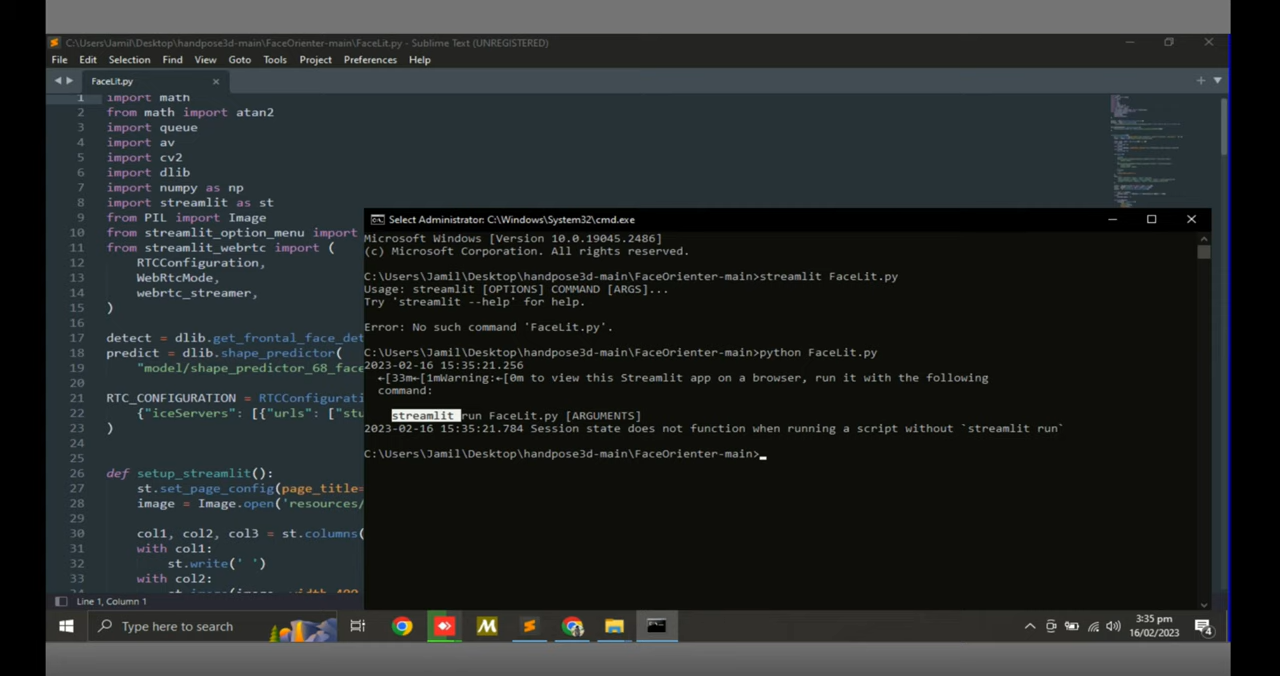 C:\Users\Jamil\Desktop\handpose3d-main\FaceOrienter-main\FaceLit.py - Sublime Text (UNREGISTERED)
File Edit Selection Find View Goto Tools Project Preferences Help
FaceLit.py
1 import math
2 from math import atan2
3 import queue
4 import av
5 import cv2
6 import dlib
7 import numpy as np
8 import streamlit as st
9 from PIL import Image
10 from streamlit_option_menu import
11 from streamlit_webrtc import (
12 RTCConfiguration,
13 WebRtcMode,
14 webrtc_streamer,
15 )
16
17 detect = dlib.get_frontal_face_de
18 predict = dlib.shape_predictor(
19 "model/shape_predictor_68_face
20
21 RTC_CONFIGURATION = RTCConfigurati
22 {"iceServers": [{"urls": ["stu
23 )
24
25
26 def setup_streamlit():
27 st.set_page_config(page_title=
28 image = Image.open('resources/
29
30 col1, col2, col3 = st.columns(
31 with col1:
32 st.write(' ')
33 with col2:
Line 1, Column 1
Select Administrator: C:\Windows\System32\cmd.exe
Microsoft Windows [Version 10.0.19045.2486]
(c) Microsoft Corporation. All rights reserved.
C:\Users\Jamil\Desktop\handpose3d-main\FaceOrienter-main>streamlit FaceLit.py
Usage: streamlit [OPTIONS] COMMAND [ARGS]...
Try 'streamlit --help' for help.
Error: No such command 'FaceLit.py'.
C:\Users\Jamil\Desktop\handpose3d-main\FaceOrienter-main>python FaceLit.py
2023-02-16 15:35:21.256
←[33m←[1mWarning:←[0m to view this Streamlit app on a browser, run it with the following
command:
streamlit run FaceLit.py [ARGUMENTS]
2023-02-16 15:35:21.784 Session state does not function when running a script without `streamlit run`
C:\Users\Jamil\Desktop\handpose3d-main\FaceOrienter-main>
Type here to search
3:35 pm
16/02/2023
4